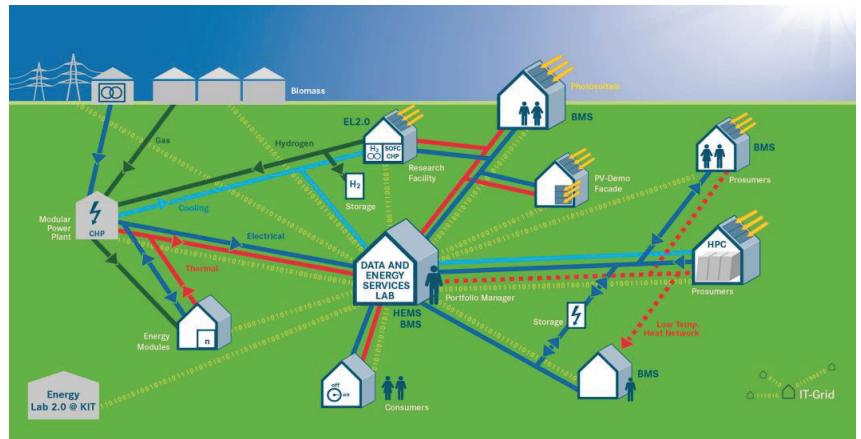 Biomass
Photovoltaic
BMS
EL2.0
H₂
SOFC
CHP
Research
Facility
Gas
Hydrogen
H₂
Storage
PV-Demo
Facade
BMS
Prosumers
Modular
Power
Plant
CHP
Cooling
Electrical
Thermal
DATA AND
ENERGY
SERVICES
LAB
HEMS
BMS
Portfolio Manager
HPC
Prosumers
Energy
Modules
n
Storage
Low Temp.
Heat Network
off
on
Consumers
BMS
Energy
Lab 2.0 @ KIT
IT-Grid